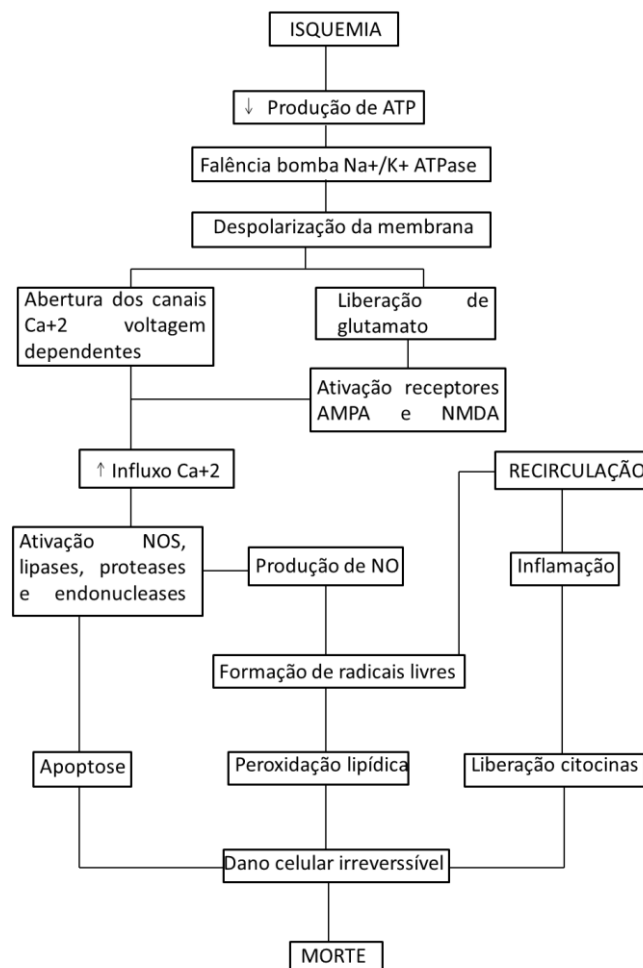 ISQUEMIA
↓ Produção de ATP
Falência bomba Na+/K+ ATPase
Despolarização da membrana
Abertura dos canais
Ca+2 voltagem
dependentes
Liberação de
glutamato
Ativação receptores
AMPA e NMDA
↑ Influxo Ca+2
RECIRCULAÇÃO
Ativação NOS,
lipases, proteases
e endonucleases
Produção de NO
Inflamação
Formação de radicais livres
Apoptose
Peroxidação lipídica
Liberação citocinas
Dano celular irreverssível
MORTE